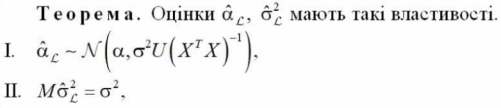 Теорема. Оцінки α̂_ℒ, σ̂²_ℒ мають такі властивості.
I. α̂_ℒ ~ 𝒩(α, σ²U(XᵀX)⁻¹),
II. Mσ̂²_ℒ = σ²,